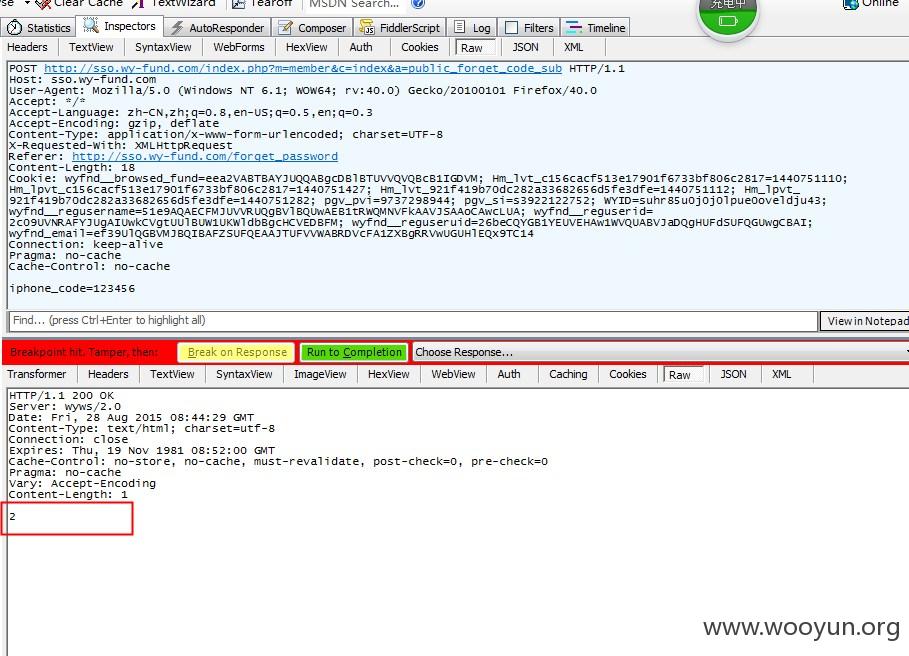 Clear Cache TextWizard Tearoff MSDN Search... Online
充电中
Statistics Inspectors AutoResponder Composer FiddlerScript Log Filters Timeline
Headers TextView SyntaxView WebForms HexView Auth Cookies Raw JSON XML
POST http://sso.wy-fund.com/index.php?m=member&c=index&a=public_forget_code_sub HTTP/1.1
Host: sso.wy-fund.com
User-Agent: Mozilla/5.0 (Windows NT 6.1; WOW64; rv:40.0) Gecko/20100101 Firefox/40.0
Accept: */*
Accept-Language: zh-CN,zh;q=0.8,en-US;q=0.5,en;q=0.3
Accept-Encoding: gzip, deflate
Content-Type: application/x-www-form-urlencoded; charset=UTF-8
X-Requested-With: XMLHttpRequest
Referer: http://sso.wy-fund.com/forget_password
Content-Length: 18
Cookie: wyfnd__browsed_fund=eea2VABTBAYJUQQABgcDBlBTUVVQVQBcB1IGDVM; Hm_lvt_c156cacf513e17901f6733bf806c2817=1440751110;
Hm_lpvt_c156cacf513e17901f6733bf806c2817=1440751427; Hm_lvt_921f419b70dc282a33682656d5fe3dfe=1440751112; Hm_lpvt_
921f419b70dc282a33682656d5fe3dfe=1440751282; pgv_pvi=9737298944; pgv_si=s3922122752; WYID=suhr85u0j0j0lpue0oveldju43;
wyfnd__regusername=51e9AQAECFMJUVVRUQgBVlBQUwAEB1tRWQMNVFkAAVJSAAoCAwcLUA; wyfnd__reguserid=
2cO9UVNRAFYJUgAIUwkCVgtUUlBUW1UKWldbBgcHCVEDBFM; wyfnd__reguseruid=26beCQYGB1YEUVEHAw1WVQUABVJaDQgHUFdSUFQGUwgCBAI;
wyfnd_email=ef39UlQGBVMJBQIBAFZSUFQEAAJTUFVVWABRDVcFA1ZXBgRRVwUGUHlEQx9TC14
Connection: keep-alive
Pragma: no-cache
Cache-Control: no-cache
iphone_code=123456
Find... (press Ctrl+Enter to highlight all) View in Notepad
Breakpoint hit. Tamper, then: Break on Response Run to Completion Choose Response...
Transformer Headers TextView SyntaxView ImageView HexView WebView Auth Caching Cookies Raw JSON XML
HTTP/1.1 200 OK
Server: wyws/2.0
Date: Fri, 28 Aug 2015 08:44:29 GMT
Content-Type: text/html; charset=utf-8
Connection: close
Expires: Thu, 19 Nov 1981 08:52:00 GMT
Cache-Control: no-store, no-cache, must-revalidate, post-check=0, pre-check=0
Pragma: no-cache
Vary: Accept-Encoding
Content-Length: 1
2
www.wooyun.org